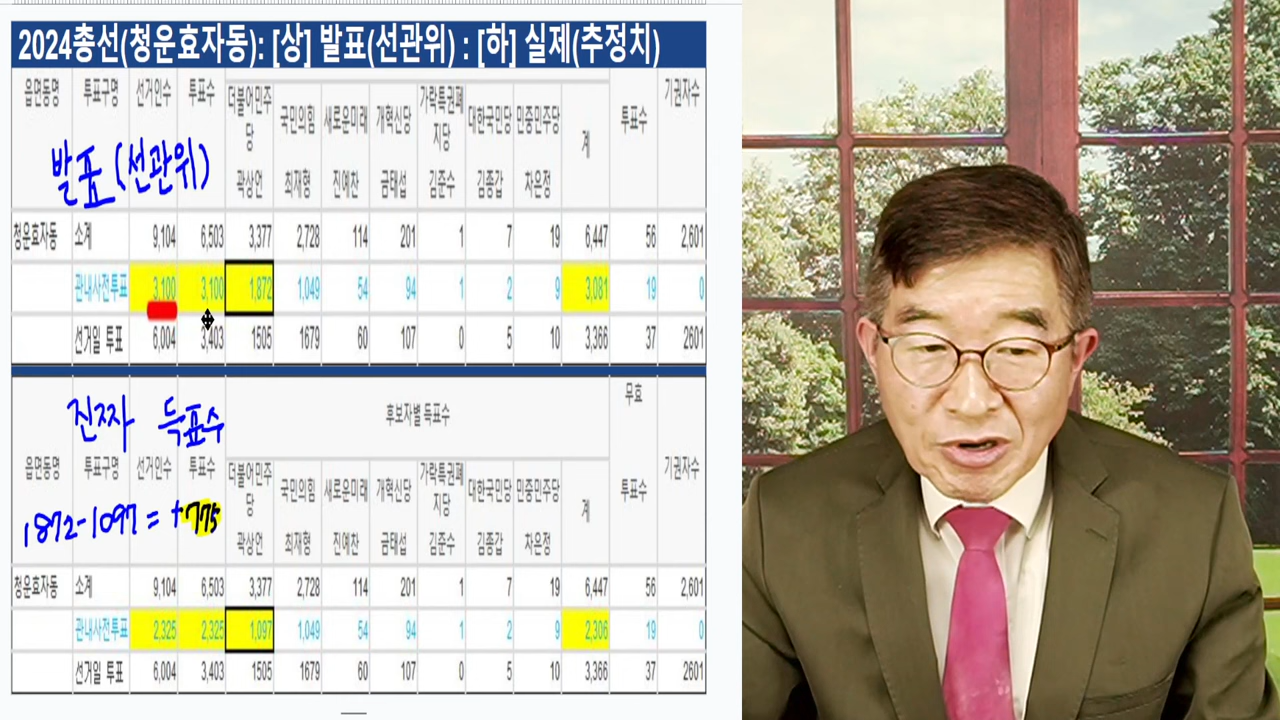 2024총선(청운효자동): [상] 발표(선관위) : [하] 실제(추정치)
읍면동명 투표구명 선거인수 투표수 더불어민주당 곽상언 국민의힘 최재형 새로운미래 진예찬 개혁신당 금태섭 가락특권폐지당 김준수 대한국민당 김종갑 민중민주당 차은정 계 투표수 기권자수
발표 (선관위)
청운효자동 소계 9,104 6,503 3,377 2,728 114 201 1 7 19 6,447 56 2,601
관내사전투표 3,100 3,100 1,872 1,049 54 94 1 2 9 3,081 19 0
선거일 투표 6,004 3,403 1505 1679 60 107 0 5 10 3,366 37 2601
진짜 득표수
후보자별 득표수
읍면동명 투표구명 선거인수 투표수 더불어민주당 곽상언 국민의힘 최재형 새로운미래 진예찬 개혁신당 금태섭 가락특권폐지당 김준수 대한국민당 김종갑 민중민주당 차은정 계 무효 투표수 기권자수
1872-1097 = +775
청운효자동 소계 9,104 6,503 3,377 2,728 114 201 1 7 19 6,447 56 2,601
관내사전투표 2,325 2,325 1,097 1,049 54 94 1 2 9 2,306 19 0
선거일 투표 6,004 3,403 1505 1679 60 107 0 5 10 3,366 37 2601